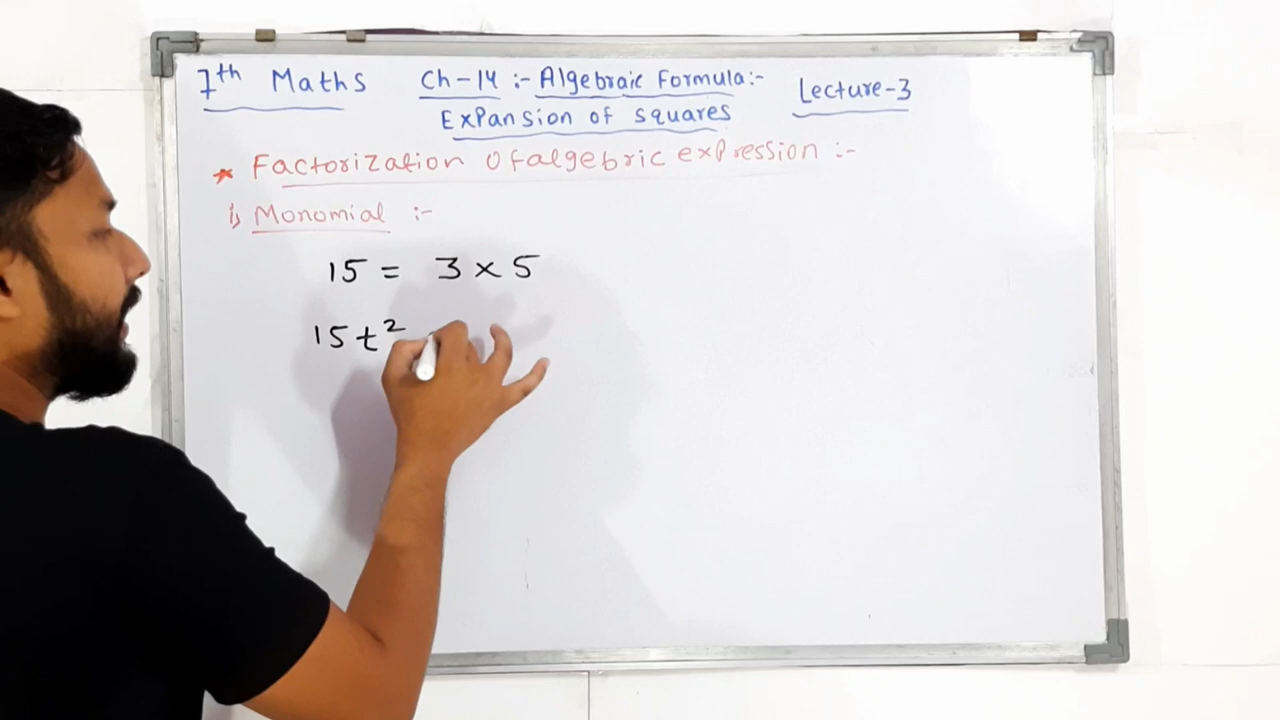 7th Maths Ch-14 :- Algebraic Formula:- Lecture-3
Expansion of squares
* Factorization of algebric expression :-
i) Monomial :-
15 = 3 × 5
15t²